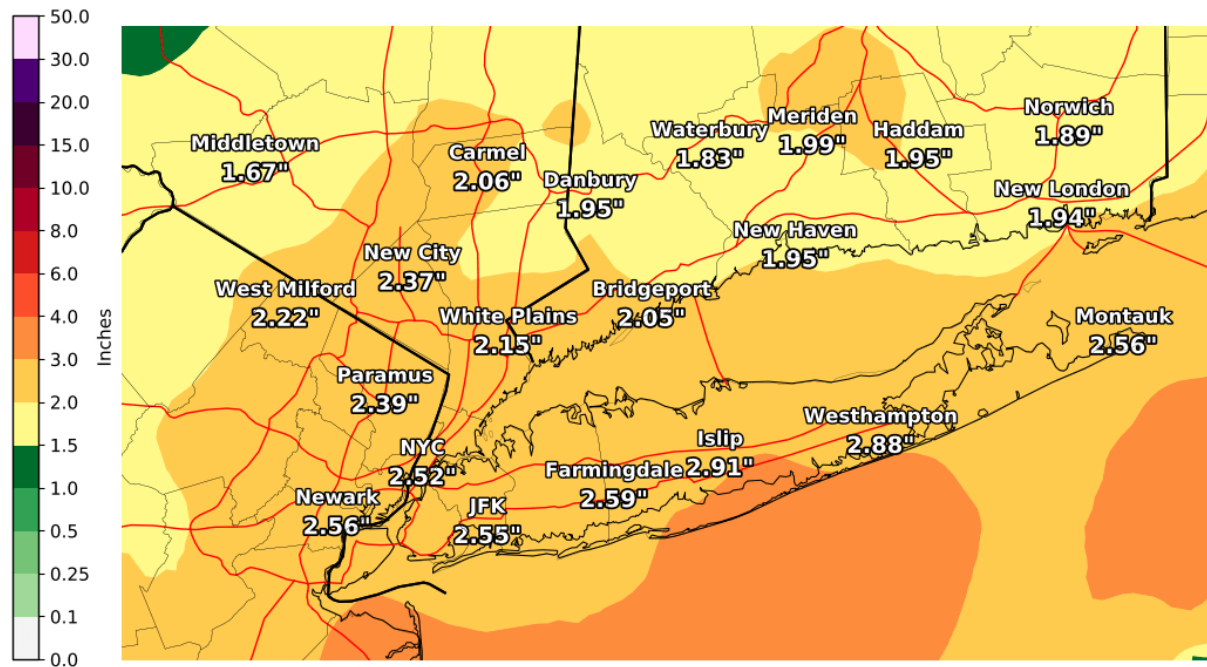 50.0
30.0
20.0
15.0
10.0
8.0
6.0
4.0
3.0
2.0
1.5
1.0
0.5
0.25
0.1
0.0
Inches
Middletown
1.67"
Carmel
2.06"
Danbury
1.95"
Waterbury
1.83"
Meriden
1.99"
Haddam
1.95"
Norwich
1.89"
New London
1.94"
New Haven
1.95"
New City
2.37"
West Milford
2.22"
White Plains
2.15"
Bridgeport
2.05"
Montauk
2.56"
Paramus
2.39"
NYC
2.52"
Newark
2.56"
JFK
2.55"
Farmingdale
2.59"
Islip
2.91"
Westhampton
2.88"